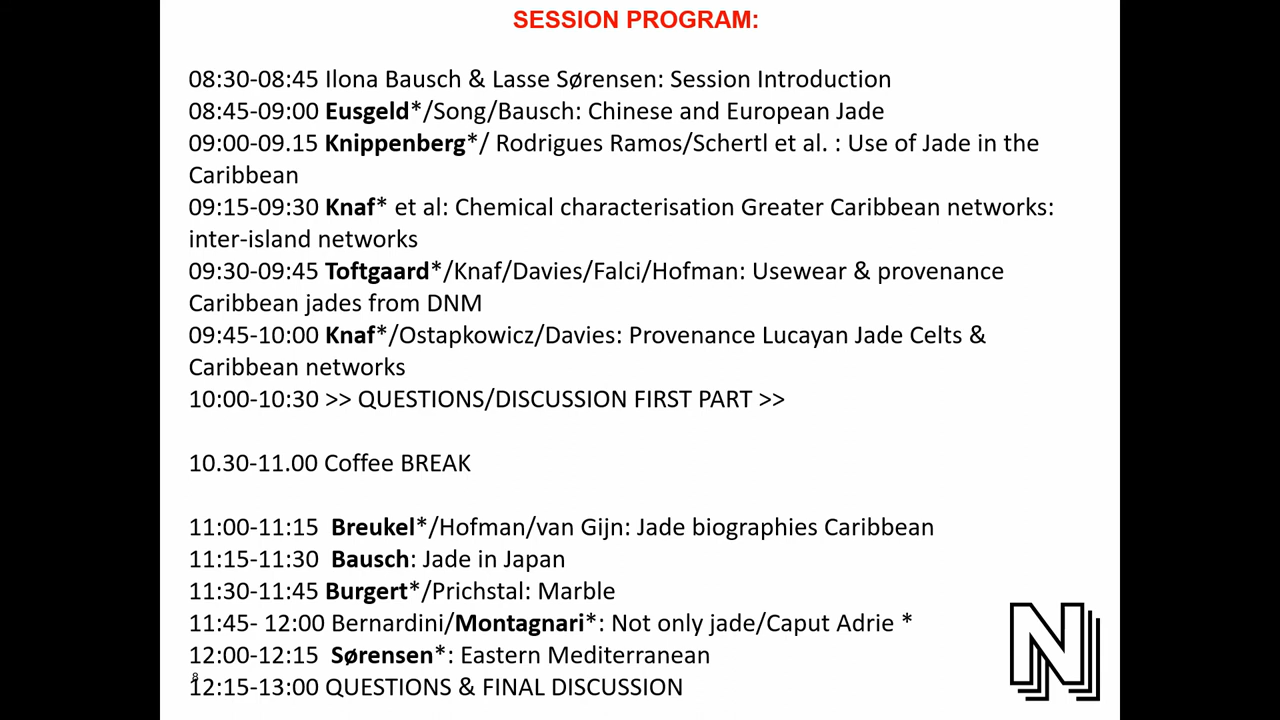 SESSION PROGRAM:
08:30-08:45 Ilona Bausch & Lasse Sørensen: Session Introduction
08:45-09:00 Eusgeld*/Song/Bausch: Chinese and European Jade
09:00-09.15 Knippenberg*/ Rodrigues Ramos/Schertl et al. : Use of Jade in the
Caribbean
09:15-09:30 Knaf* et al: Chemical characterisation Greater Caribbean networks:
inter-island networks
09:30-09:45 Toftgaard*/Knaf/Davies/Falci/Hofman: Usewear & provenance
Caribbean jades from DNM
09:45-10:00 Knaf*/Ostapkowicz/Davies: Provenance Lucayan Jade Celts &
Caribbean networks
10:00-10:30 >> QUESTIONS/DISCUSSION FIRST PART >>
10.30-11.00 Coffee BREAK
11:00-11:15 Breukel*/Hofman/van Gijn: Jade biographies Caribbean
11:15-11:30 Bausch: Jade in Japan
11:30-11:45 Burgert*/Prichstal: Marble
11:45- 12:00 Bernardini/Montagnari*: Not only jade/Caput Adrie *
12:00-12:15 Sørensen*: Eastern Mediterranean
8
12:15-13:00 QUESTIONS & FINAL DISCUSSION
N